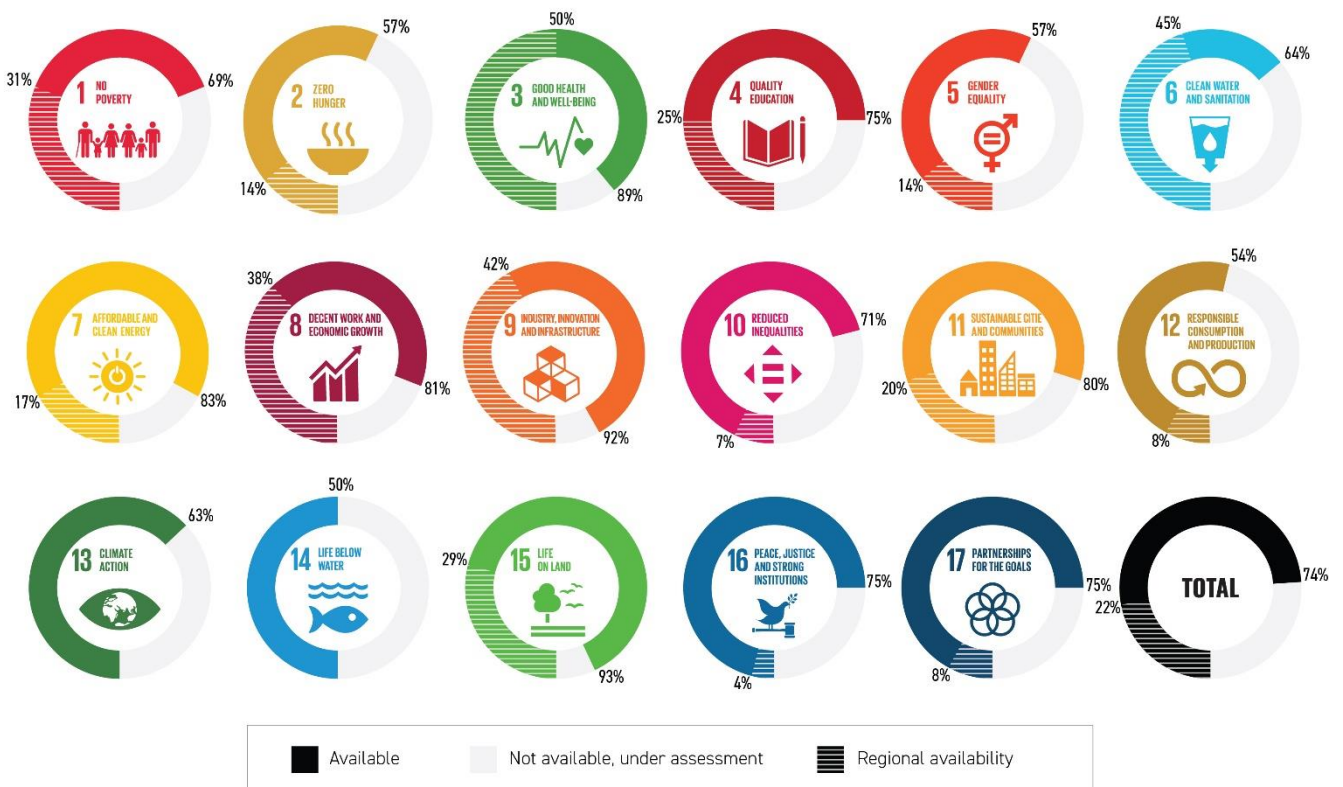 50%
57%
57%
45%
31%
69%
64%
1 NO
POVERTY
2 ZERO
HUNGER
3 GOOD HEALTH
AND WELL-BEING
4 QUALITY
EDUCATION
5 GENDER
EQUALITY
6 CLEAN WATER
AND SANITATION
25%
75%
14%
14%
89%
54%
42%
38%
7 AFFORDABLE AND
CLEAN ENERGY
8 DECENT WORK AND
ECONOMIC GROWTH
9 INDUSTRY, INNOVATION
AND INFRASTRUCTURE
10 REDUCED
INEQUALITIES
71%
11 SUSTAINABLE CITIE
AND COMMUNITIES
12 RESPONSIBLE
CONSUMPTION
AND PRODUCTION
17%
83%
81%
20%
80%
92%
7%
8%
50%
63%
13 CLIMATE
ACTION
14 LIFE BELOW
WATER
29%
15 LIFE
ON LAND
16 PEACE, JUSTICE
AND STRONG
INSTITUTIONS
75%
17 PARTNERSHIPS
FOR THE GOALS
75%
TOTAL
74%
22%
93%
4%
8%
Available
Not available, under assessment
Regional availability